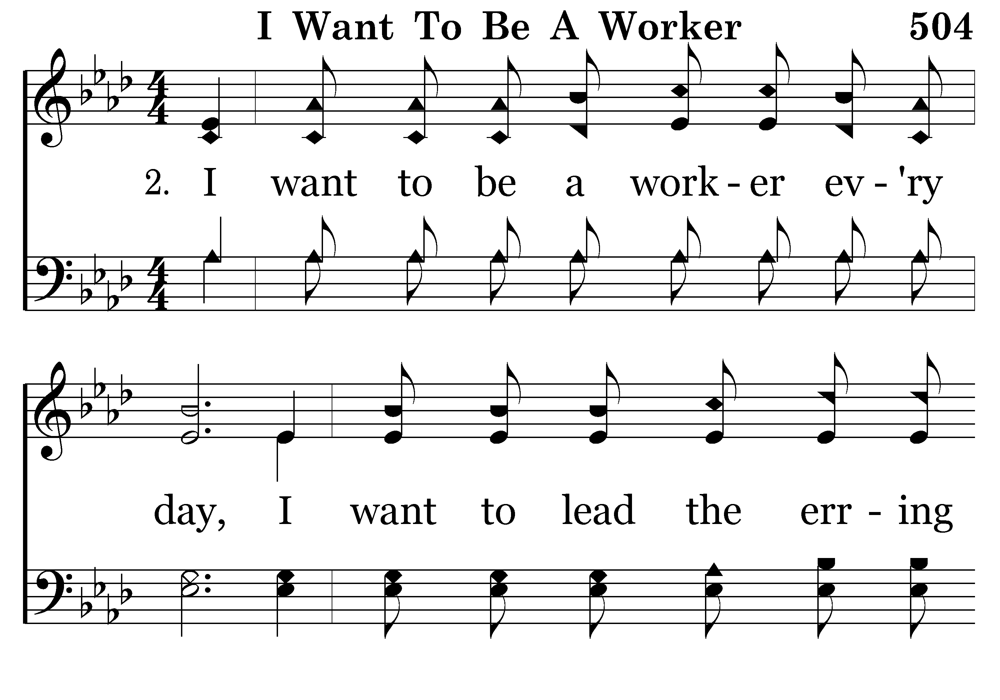 I Want To Be A Worker 504
2. I want to be a work - er ev - 'ry
day, I want to lead the err - ing